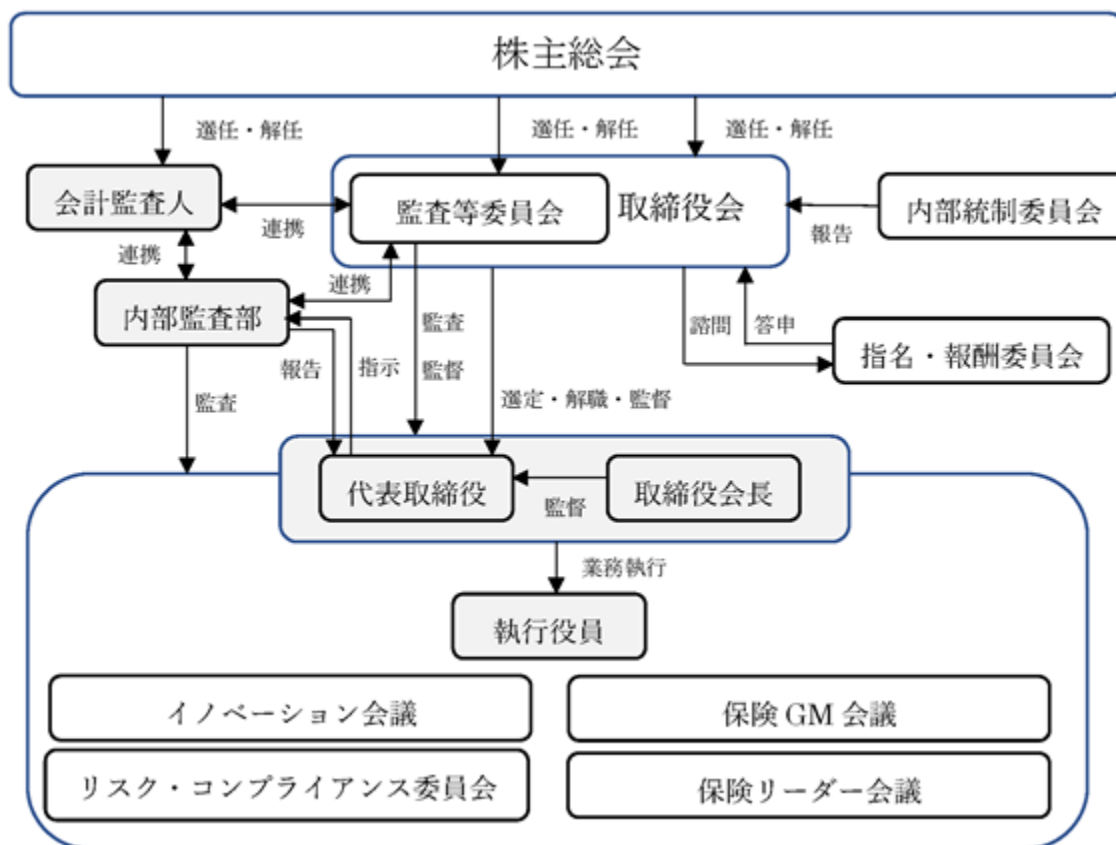 株主総会
選任・解任
選任・解任
選任・解任
会計監査人
連携
監査等委員会
取締役会
報告
内部統制委員会
連携
内部監査部
連携
監査
監督
諮問
答申
指名・報酬委員会
報告
指示
選定・解職・監督
監査
代表取締役
監督
取締役会長
業務執行
執行役員
イノベーション会議
保険 GM 会議
リスク・コンプライアンス委員会
保険リーダー会議